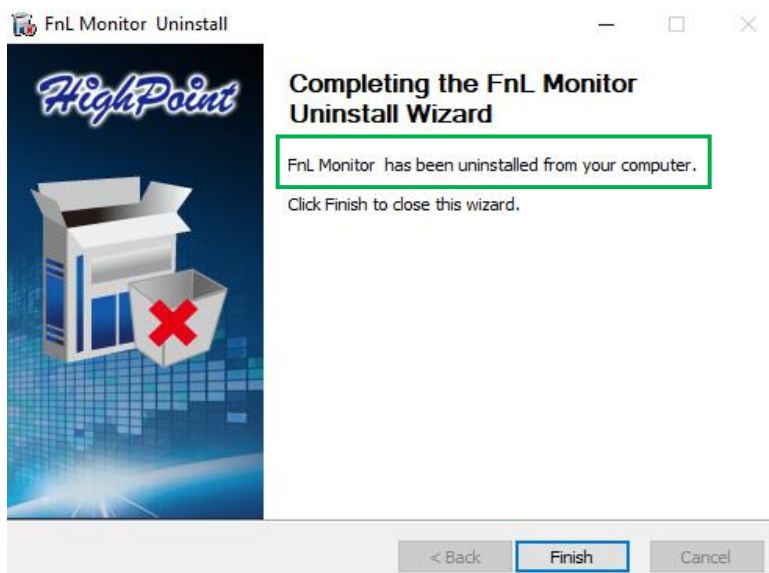 FnL Monitor Uninstall
HighPoint
Completing the FnL Monitor
Uninstall Wizard
FnL Monitor has been uninstalled from your computer.
Click Finish to close this wizard.
< Back
Finish
Cancel